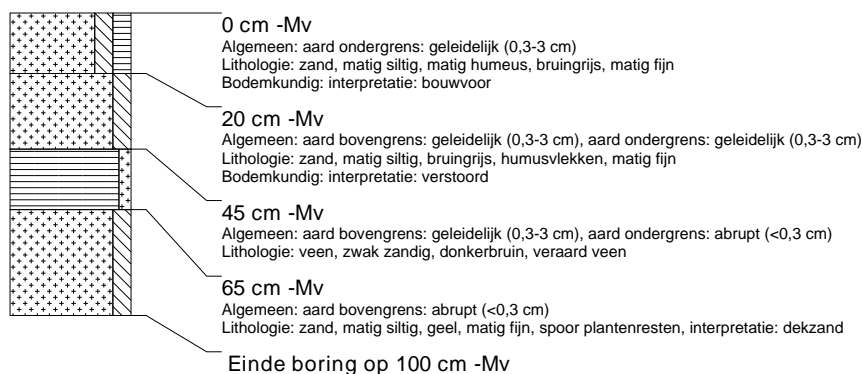 0 cm -Mv
Algemeen: aard ondergrens: geleidelijk (0,3-3 cm)
Lithologie: zand, matig siltig, matig humeus, bruingrijs, matig fijn
Bodemkundig: interpretatie: bouwvoor
20 cm -Mv
Algemeen: aard bovengrens: geleidelijk (0,3-3 cm), aard ondergrens: geleidelijk (0,3-3 cm)
Lithologie: zand, matig siltig, bruingrijs, humusvlekken, matig fijn
Bodemkundig: interpretatie: verstoord
45 cm -Mv
Algemeen: aard bovengrens: geleidelijk (0,3-3 cm), aard ondergrens: abrupt (<0,3 cm)
Lithologie: veen, zwak zandig, donkerbruin, veraard veen
65 cm -Mv
Algemeen: aard bovengrens: abrupt (<0,3 cm)
Lithologie: zand, matig siltig, geel, matig fijn, spoor plantenresten, interpretatie: dekzand
Einde boring op 100 cm -Mv